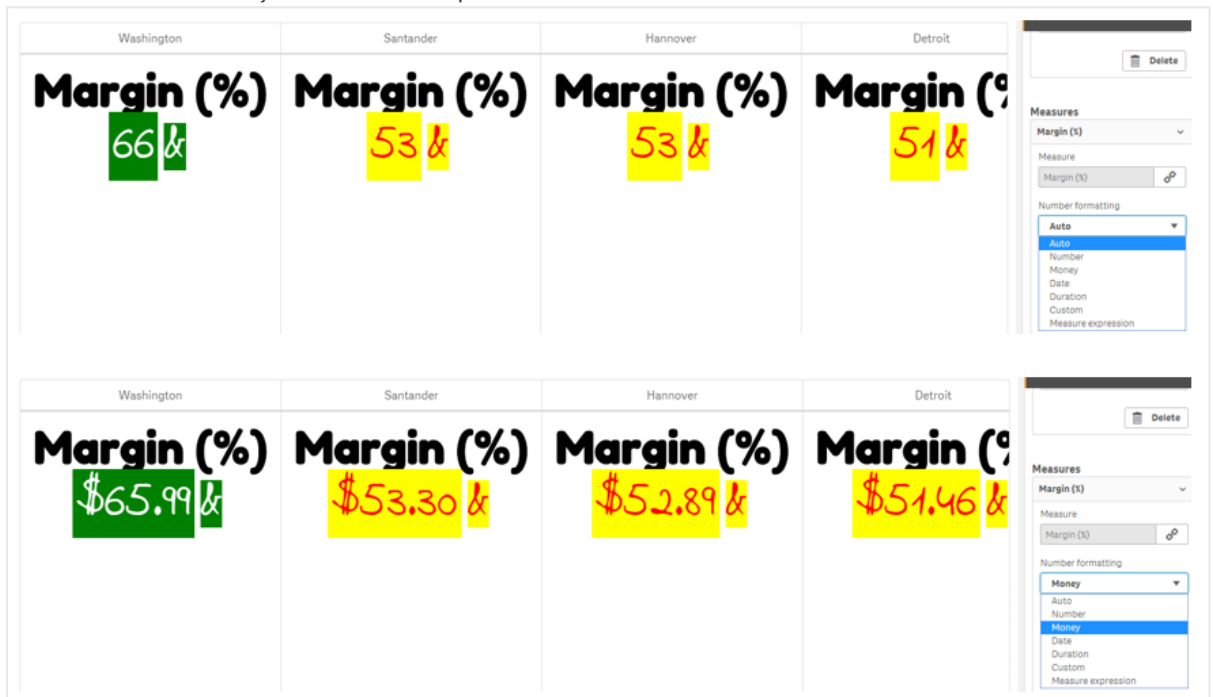 Washington Santander Hannover Detroit
Margin (%) Margin (%) Margin (%) Margin (
66 & 53 & 53 & 51 &
Delete
Measures
Margin (%)
Measure
Margin (%)
Number formatting
Auto
Auto
Number
Money
Date
Duration
Custom
Measure expression
Washington Santander Hannover Detroit
Margin (%) Margin (%) Margin (%) Margin (
$65.99 & $53.30 & $52.89 & $51.46 &
Delete
Measures
Margin (%)
Measure
Margin (%)
Number formatting
Money
Auto
Number
Money
Date
Duration
Custom
Measure expression